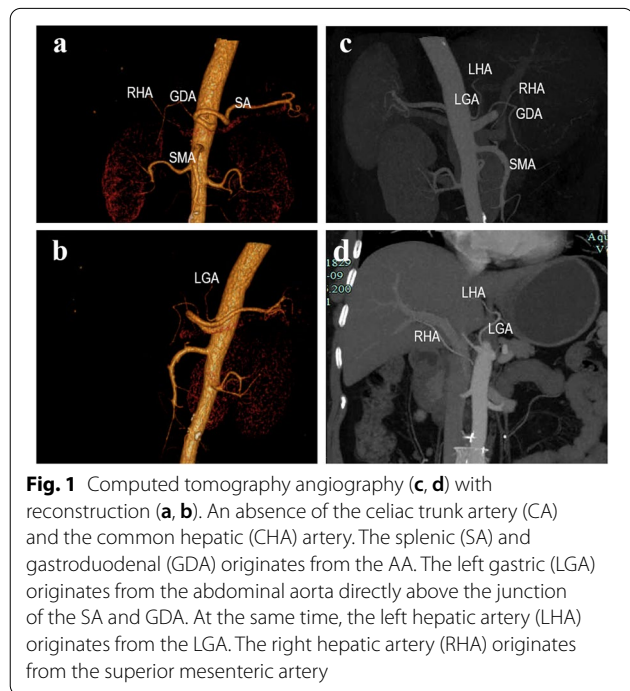 a
RHA
GDA
SA
SMA
c
LHA
RHA
LGA
GDA
SMA
b
LGA
d
1829
-09
.200
1
LHA
LGA
RHA
Fig. 1 Computed tomography angiography (c, d) with
reconstruction (a, b). An absence of the celiac trunk artery (CA)
and the common hepatic (CHA) artery. The splenic (SA) and
gastroduodenal (GDA) originates from the AA. The left gastric (LGA)
originates from the abdominal aorta directly above the junction
of the SA and GDA. At the same time, the left hepatic artery (LHA)
originates from the LGA. The right hepatic artery (RHA) originates
from the superior mesenteric artery